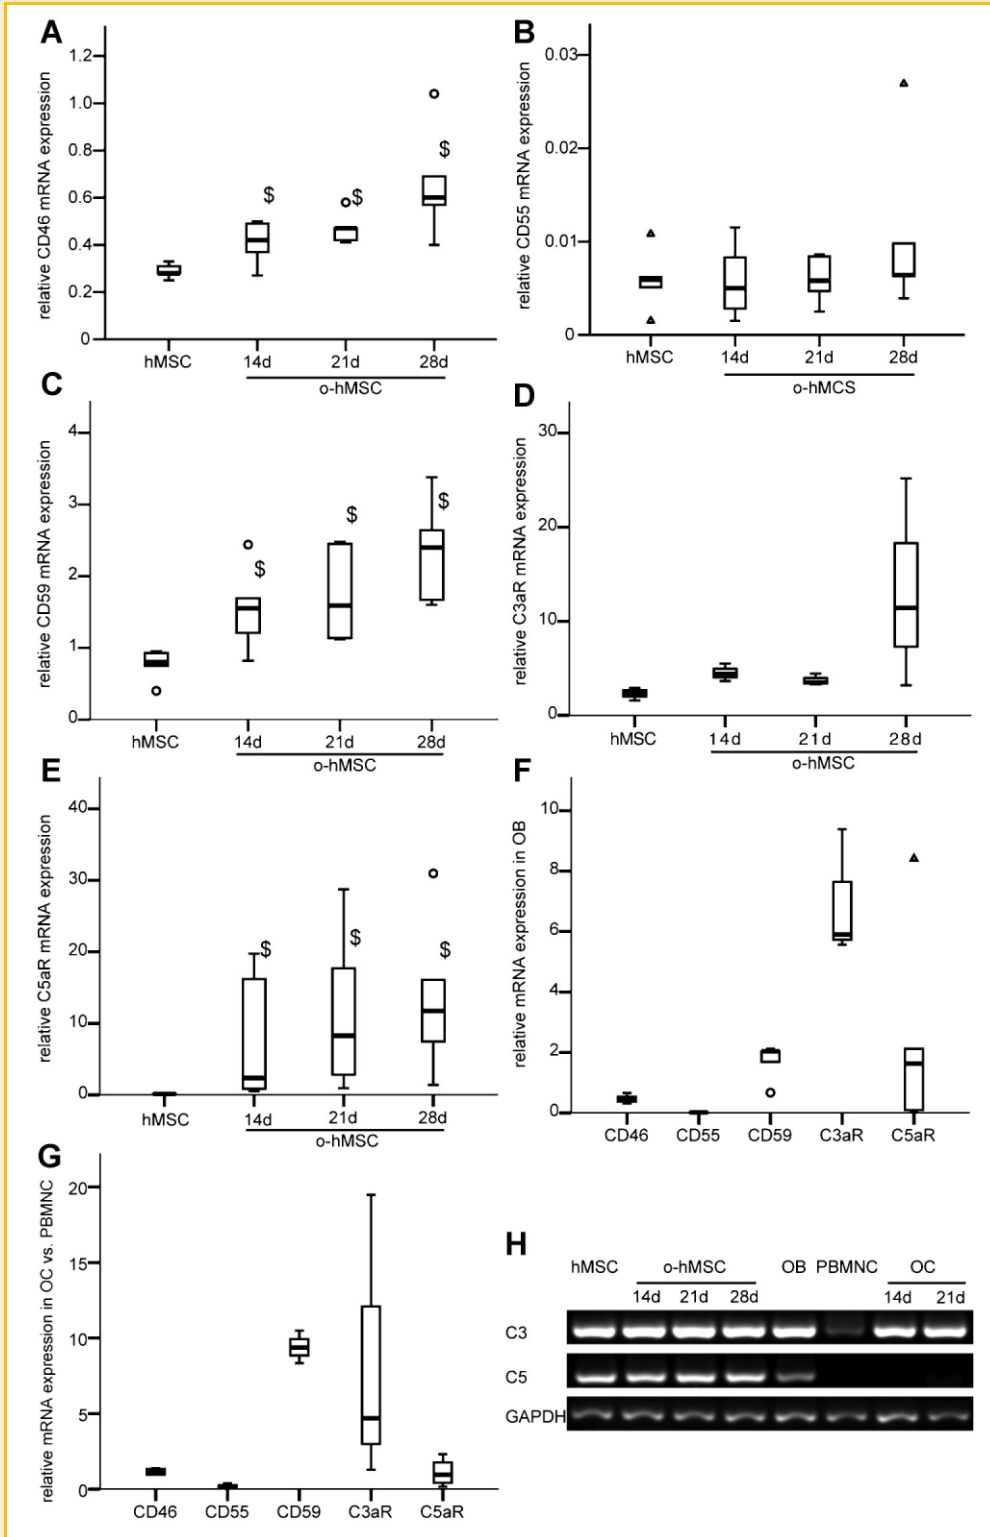 A
relative CD46 mRNA expression
1.2
1.0
0.8
0.6
0.4
0.2
0
$
$
$
hMSC 14d 21d 28d
o-hMSC
B
relative CD55 mRNA expression
0.03
0.02
0.01
0
hMSC 14d 21d 28d
o-hMCS
C
relative CD59 mRNA expression
4
3
2
1
0
$
$
$
hMSC 14d 21d 28d
o-hMSC
D
relative C3aR mRNA expression
30
20
10
0
hMSC 14d 21d 28d
o-hMSC
E
relative C5aR mRNA expression
40
30
20
10
0
$
$
$
hMSC 14d 21d 28d
o-hMSC
F
relative mRNA expression in OB
10
8
6
4
2
0
CD46 CD55 CD59 C3aR C5aR
G
relative mRNA expression in OC vs. PBMNC
20
15
10
5
0
CD46 CD55 CD59 C3aR C5aR
H
hMSC o-hMSC OB PBMNC OC
14d 21d 28d 14d 21d
C3
C5
GAPDH